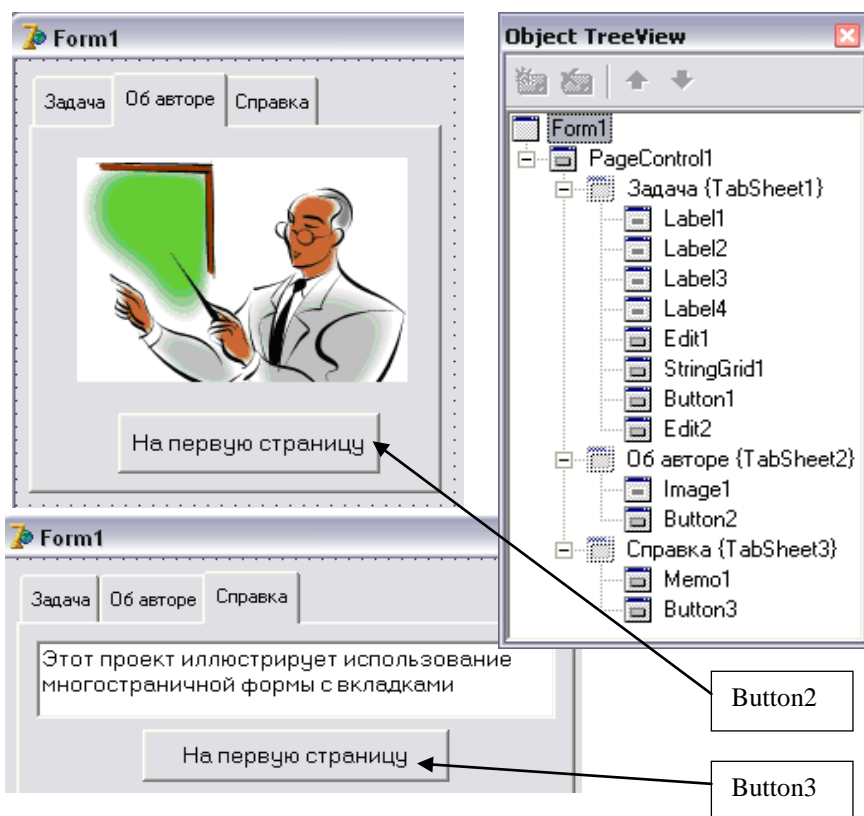 Form1
Задача Об авторе Справка
На первую страницу
Form1
Задача Об авторе Справка
Этот проект иллюстрирует использование
многостраничной формы с вкладками
На первую страницу
Object TreeView
Form1
PageControl1
Задача {TabSheet1}
Label1
Label2
Label3
Label4
Edit1
StringGrid1
Button1
Edit2
Об авторе {TabSheet2}
Image1
Button2
Справка {TabSheet3}
Memo1
Button3
Button2
Button3